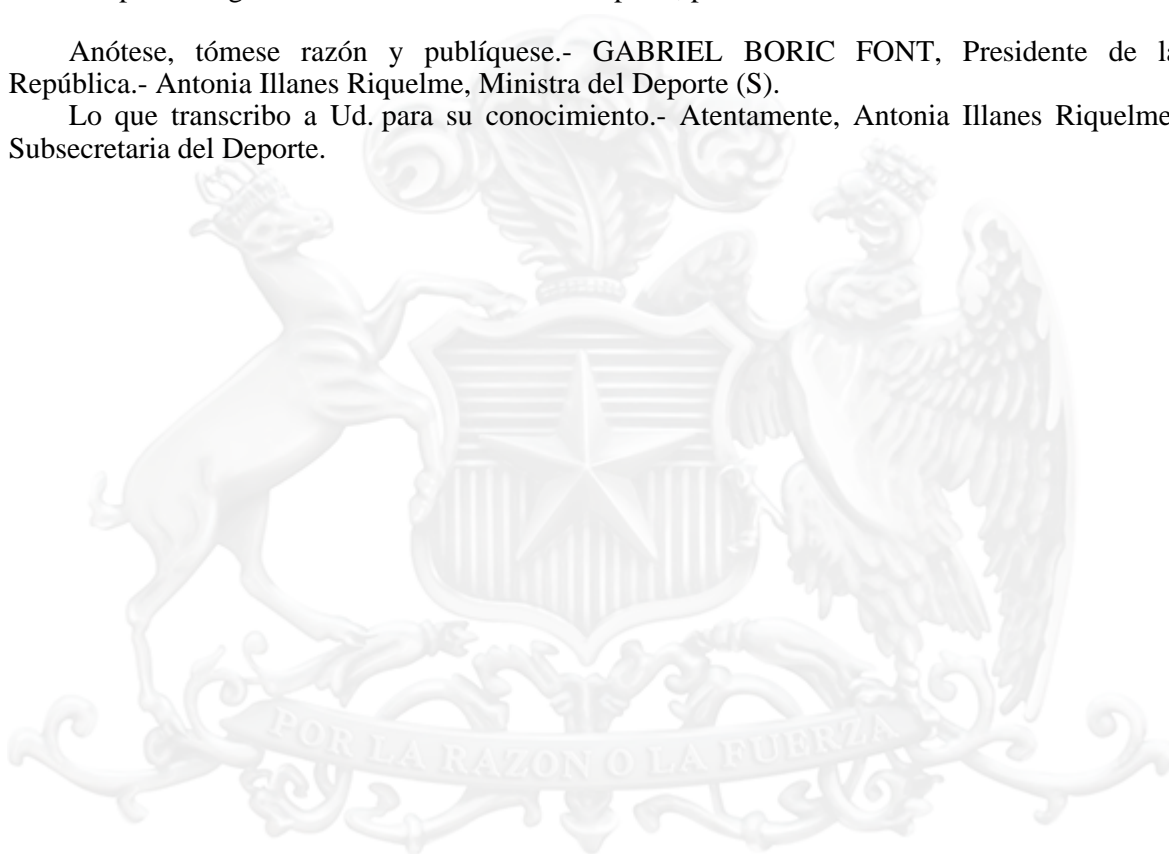 Anótese, tómese razón y publíquese.- GABRIEL BORIC FONT, Presidente de la
República.- Antonia Illanes Riquelme, Ministra del Deporte (S).
Lo que transcribo a Ud. para su conocimiento.- Atentamente, Antonia Illanes Riquelme
Subsecretaria del Deporte.
POR LA RAZON O LA FUERZA